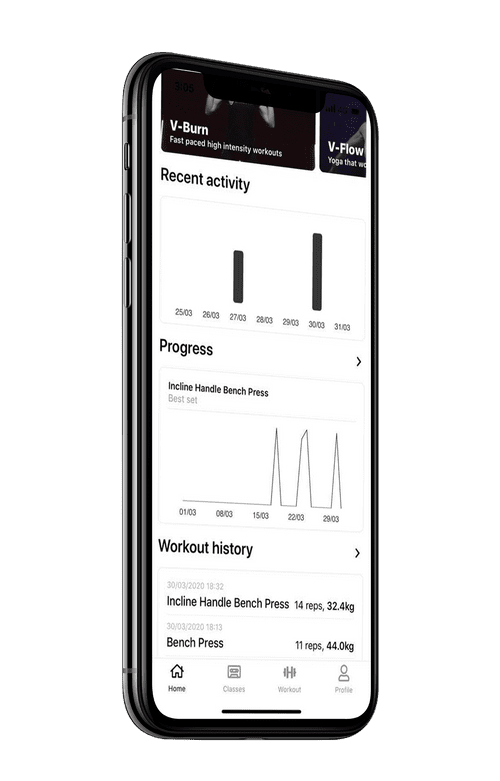 3:05
V-Burn
Fast paced high intensity workouts
V-Flow
Yoga that
Recent activity
25/03 26/03 27/03 28/03 29/03 30/03 31/03
Progress
Incline Handle Bench Press
Best set
01/03 08/03 15/03 22/03 29/03
Workout history
30/03/2020 18:32
Incline Handle Bench Press 14 reps, 32.4kg
30/03/2020 18:13
Bench Press 11 reps, 44.0kg
Home Classes Workout Profile